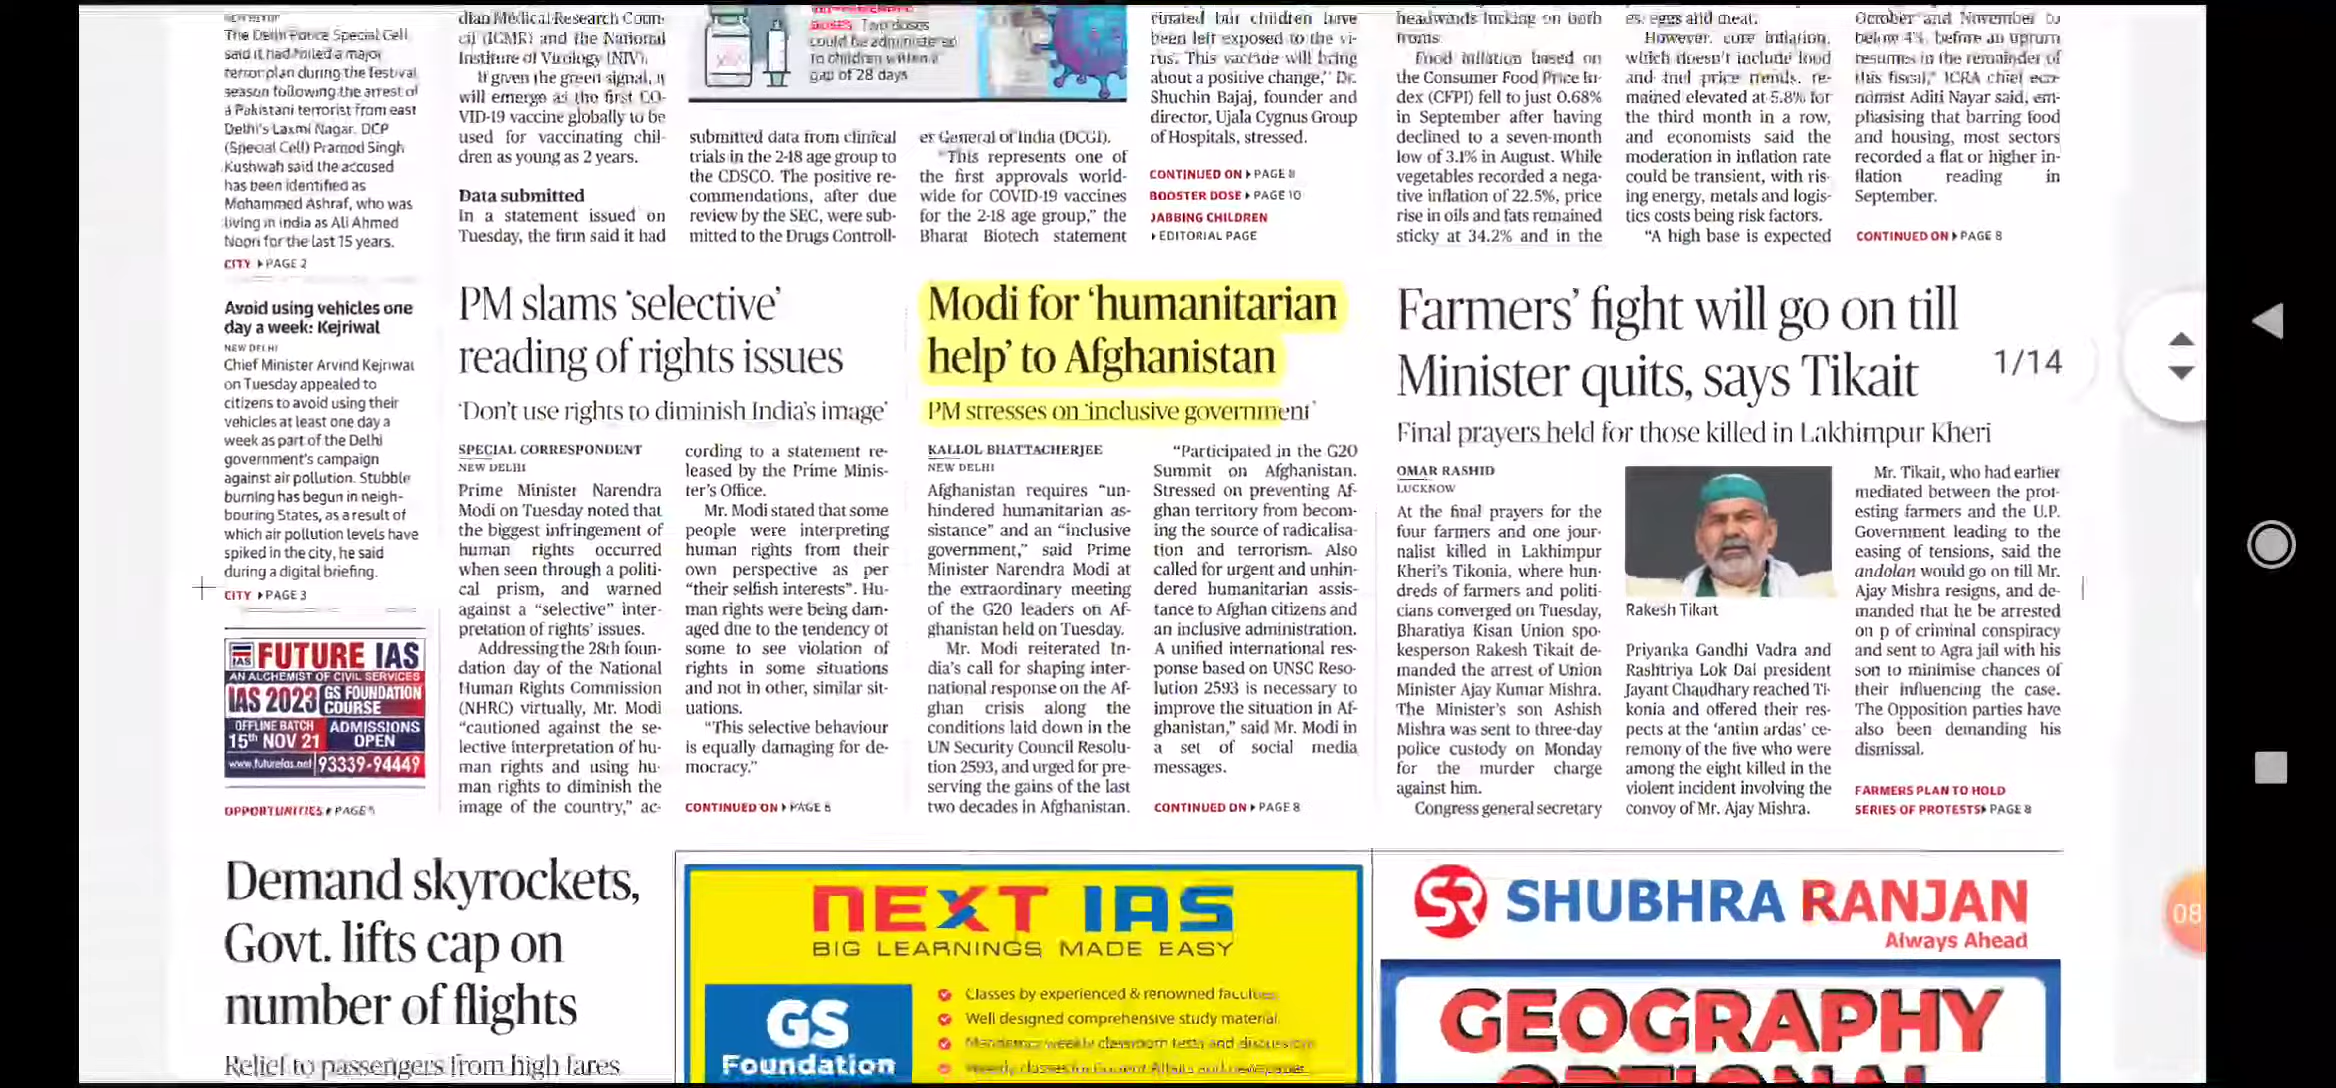 The Delhi Police Special Cell
said it had foiled a major
terror plan during the festival
season following the arrest of
a Pakistani terrorist from east
Delhi's Laxmi Nagar. DCP
(Special Cell) Pramod Singh
Kushwah said the accused
has been identified as
Mohammed Ashraf, who was
living in India as Ali Ahmed
Noori for the last 15 years.
CITY ▸ PAGE 2
Avoid using vehicles one
day a week: Kejriwal
NEW DELHI
Chief Minister Arvind Kejriwal
on Tuesday appealed to
citizens to avoid using their
vehicles at least one day a
week as part of the Delhi
government's campaign
against air pollution. Stubble
burning has begun in neigh-
bouring States, as a result of
which air pollution levels have
spiked in the city, he said
during a digital briefing.
CITY ▸ PAGE 3
IAS FUTURE IAS
AN ALCHEMIST OF CIVIL SERVICES
IAS 2023 GS FOUNDATION
COURSE
OFFLINE BATCH
15th NOV 21
ADMISSIONS
OPEN
www.futureias.net 93339-94449
OPPORTUNITIES ▸ PAGE 5
dian Medical Research Coun-
cil (ICMR) and the National
Institute of Virology (NIV).
If given the green signal, it
will emerge as the first CO-
VID-19 vaccine globally to be
used for vaccinating chil-
dren as young as 2 years.
Data submitted
In a statement issued on
Tuesday, the firm said it had
DOSES Two doses
could be administered
to children within a
gap of 28 days
submitted data from clinical
trials in the 2-18 age group to
the CDSCO. The positive re-
commendations, after due
review by the SEC, were sub-
mitted to the Drugs Controll-
er General of India (DCGI).
"This represents one of
the first approvals world-
wide for COVID-19 vaccines
for the 2-18 age group," the
Bharat Biotech statement
cinated but children have
been left exposed to the vi-
rus. This vaccine will bring
about a positive change," Dr.
Shuchin Bajaj, founder and
director, Ujala Cygnus Group
of Hospitals, stressed.
CONTINUED ON ▸ PAGE 8
BOOSTER DOSE ▸ PAGE 10
JABBING CHILDREN
▸ EDITORIAL PAGE
headwinds lurking on both
fronts.
Food inflation based on
the Consumer Food Price In-
dex (CFPI) fell to just 0.68%
in September after having
declined to a seven-month
low of 3.1% in August. While
vegetables recorded a nega-
tive inflation of 22.5%, price
rise in oils and fats remained
sticky at 34.2% and in the
es, eggs and meat.
However, core inflation,
which doesn't include food
and fuel price trends, re-
mained elevated at 5.8% for
the third month in a row,
and economists said the
moderation in inflation rate
could be transient, with ris-
ing energy, metals and logis-
tics costs being risk factors.
"A high base is expected
October and November to
below 4%, before an upturn
resumes in the remainder of
this fiscal," ICRA chief eco-
nomist Aditi Nayar said, em-
phasising that barring food
and housing, most sectors
recorded a flat or higher in-
flation reading in
September.
CONTINUED ON ▸ PAGE 8
PM slams 'selective'
reading of rights issues
'Don't use rights to diminish India's image'
SPECIAL CORRESPONDENT
NEW DELHI
Prime Minister Narendra
Modi on Tuesday noted that
the biggest infringement of
human rights occurred
when seen through a politi-
cal prism, and warned
against a "selective" inter-
pretation of rights' issues.
Addressing the 28th foun-
dation day of the National
Human Rights Commission
(NHRC) virtually, Mr. Modi
"cautioned against the se-
lective interpretation of hu-
man rights and using hu-
man rights to diminish the
image of the country," ac-
cording to a statement re-
leased by the Prime Minis-
ter's Office.
Mr. Modi stated that some
people were interpreting
human rights from their
own perspective as per
"their selfish interests". Hu-
man rights were being dam-
aged due to the tendency of
some to see violation of
rights in some situations
and not in other, similar sit-
uations.
"This selective behaviour
is equally damaging for de-
mocracy."
CONTINUED ON ▸ PAGE 8
Modi for 'humanitarian
help' to Afghanistan
PM stresses on 'inclusive government'
KALLOL BHATTACHERJEE
NEW DELHI
Afghanistan requires "un-
hindered humanitarian as-
sistance" and an "inclusive
government," said Prime
Minister Narendra Modi at
the extraordinary meeting
of the G20 leaders on Af-
ghanistan held on Tuesday.
Mr. Modi reiterated In-
dia's call for shaping inter-
national response on the Af-
ghan crisis along the
conditions laid down in the
UN Security Council Resolu-
tion 2593, and urged for pre-
serving the gains of the last
two decades in Afghanistan.
"Participated in the G20
Summit on Afghanistan.
Stressed on preventing Af-
ghan territory from becom-
ing the source of radicalisa-
tion and terrorism. Also
called for urgent and unhin-
dered humanitarian assis-
tance to Afghan citizens and
an inclusive administration.
A unified international res-
ponse based on UNSC Reso-
lution 2593 is necessary to
improve the situation in Af-
ghanistan," said Mr. Modi in
a set of social media
messages.
CONTINUED ON ▸ PAGE 8
Farmers' fight will go on till
Minister quits, says Tikait
1/14
Final prayers held for those killed in Lakhimpur Kheri
OMAR RASHID
LUCKNOW
At the final prayers for the
four farmers and one jour-
nalist killed in Lakhimpur
Kheri's Tikonia, where hun-
dreds of farmers and politi-
cians converged on Tuesday,
Bharatiya Kisan Union spo-
kesperson Rakesh Tikait de-
manded the arrest of Union
Minister Ajay Kumar Mishra.
The Minister's son Ashish
Mishra was sent to three-day
police custody on Monday
for the murder charge
against him.
Congress general secretary
Rakesh Tikait
Priyanka Gandhi Vadra and
Rashtriya Lok Dal president
Jayant Chaudhary reached Ti-
konia and offered their res-
pects at the 'antim ardas' ce-
remony of the five who were
among the eight killed in the
violent incident involving the
convoy of Mr. Ajay Mishra.
Mr. Tikait, who had earlier
mediated between the prot-
esting farmers and the U.P.
Government leading to the
easing of tensions, said the
andolan would go on till Mr.
Ajay Mishra resigns, and de-
manded that he be arrested
on p of criminal conspiracy
and sent to Agra jail with his
son to minimise chances of
their influencing the case.
The Opposition parties have
also been demanding his
dismissal.
FARMERS PLAN TO HOLD
SERIES OF PROTESTS ▸ PAGE 8
Demand skyrockets,
Govt. lifts cap on
number of flights
Relief to passengers from high fares
NEXT IAS
BIG LEARNINGS MADE EASY
GS
Foundation
Classes by experienced & renowned faculties
Well designed comprehensive study material
Mandatory weekly classroom tests and discussions
Weekly classes for Current Affairs and newspaper
SR SHUBHRA RANJAN
Always Ahead
GEOGRAPHY
OPTIONAL
08